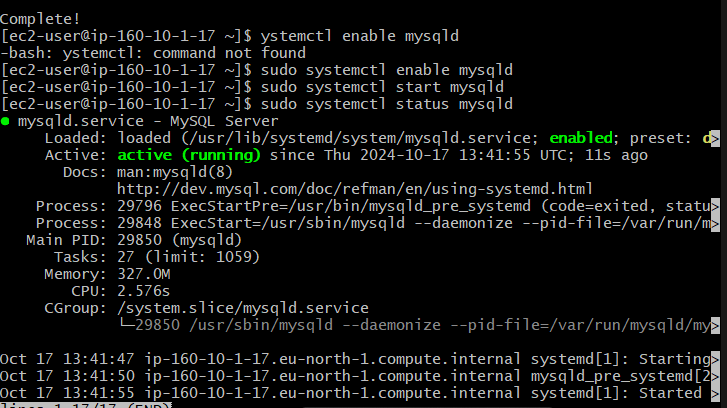 Complete!
[ec2-user@ip-160-10-1-17 ~]$ ystemctl enable mysqld
-bash: ystemctl: command not found
[ec2-user@ip-160-10-1-17 ~]$ sudo systemctl enable mysqld
[ec2-user@ip-160-10-1-17 ~]$ sudo systemctl start mysqld
[ec2-user@ip-160-10-1-17 ~]$ sudo systemctl status mysqld
● mysqld.service - MySQL Server
     Loaded: loaded (/usr/lib/systemd/system/mysqld.service; enabled; preset: d>
     Active: active (running) since Thu 2024-10-17 13:41:55 UTC; 11s ago
       Docs: man:mysqld(8)
             http://dev.mysql.com/doc/refman/en/using-systemd.html
    Process: 29796 ExecStartPre=/usr/bin/mysqld_pre_systemd (code=exited, statu>
    Process: 29848 ExecStart=/usr/sbin/mysqld --daemonize --pid-file=/var/run/m>
   Main PID: 29850 (mysqld)
      Tasks: 27 (limit: 1059)
     Memory: 327.0M
        CPU: 2.576s
     CGroup: /system.slice/mysqld.service
             └─29850 /usr/sbin/mysqld --daemonize --pid-file=/var/run/mysqld/my>

Oct 17 13:41:47 ip-160-10-1-17.eu-north-1.compute.internal systemd[1]: Starting>
Oct 17 13:41:50 ip-160-10-1-17.eu-north-1.compute.internal mysqld_pre_systemd[2>
Oct 17 13:41:55 ip-160-10-1-17.eu-north-1.compute.internal systemd[1]: Started >
lines 1-17/17 (END)